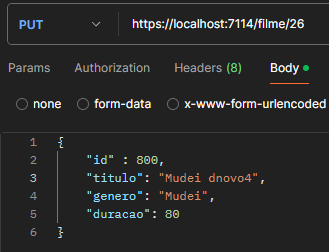 PUT https://localhost:7114/filme/26
Params Authorization Headers (8) Body
none form-data x-www-form-urlencoded
1 {
2 "id" : 800,
3 "titulo": "Mudei dnovo4",
4 "genero": "Mudei",
5 "duracao": 80
6 }